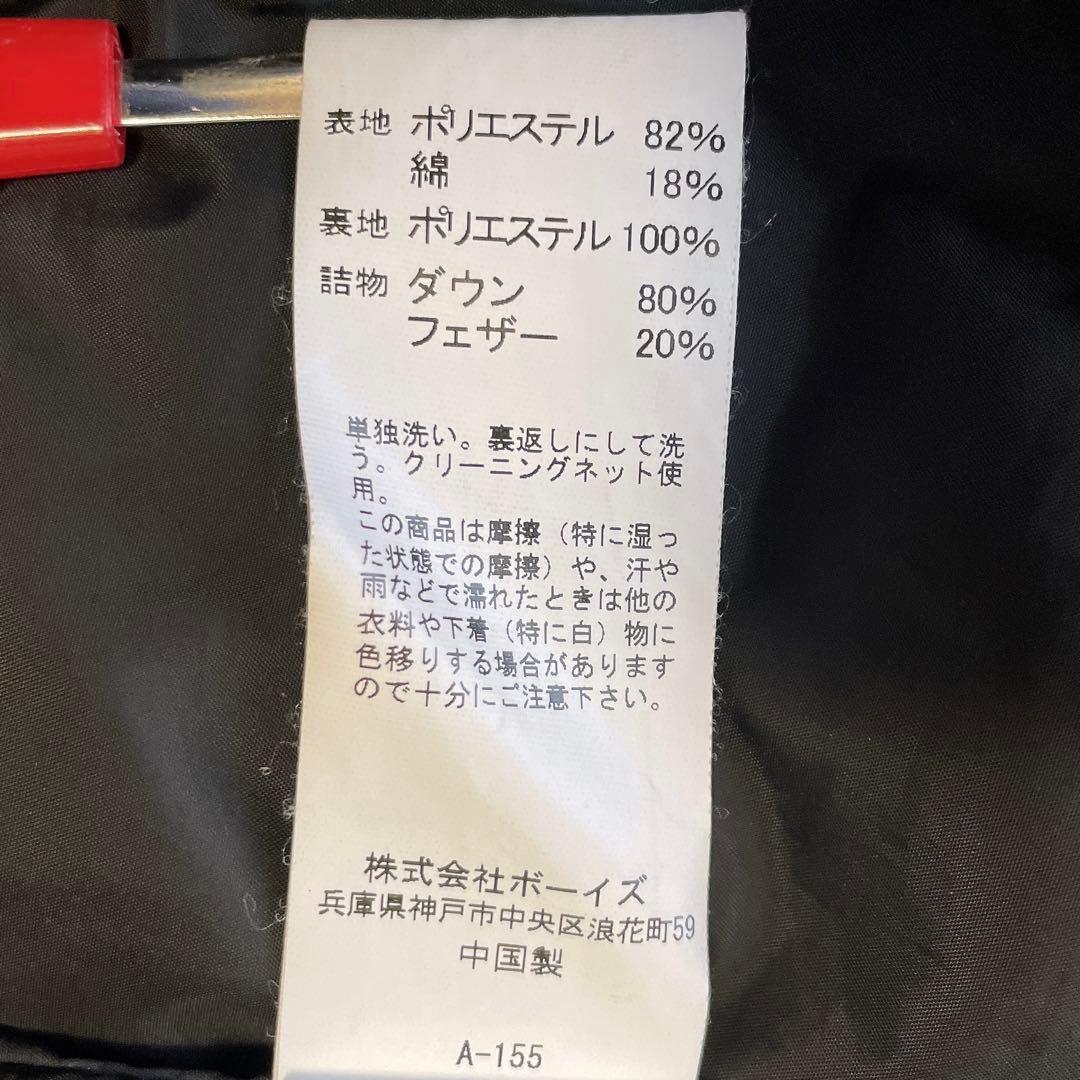 表地 ポリエステル 82%
綿 18%
裏地 ポリエステル 100%
詰物 ダウン 80%
フェザー 20%
単独洗い。裏返しにして洗
う。クリーニングネット使
用。
この商品は摩擦（特に湿っ
た状態での摩擦）や、汗や
雨などで濡れたときは他の
衣料や下着（特に白）物に
色移りする場合があります
ので十分にご注意下さい。
株式会社ボーイズ
兵庫県神戸市中央区浪花町59
中国製
A-155